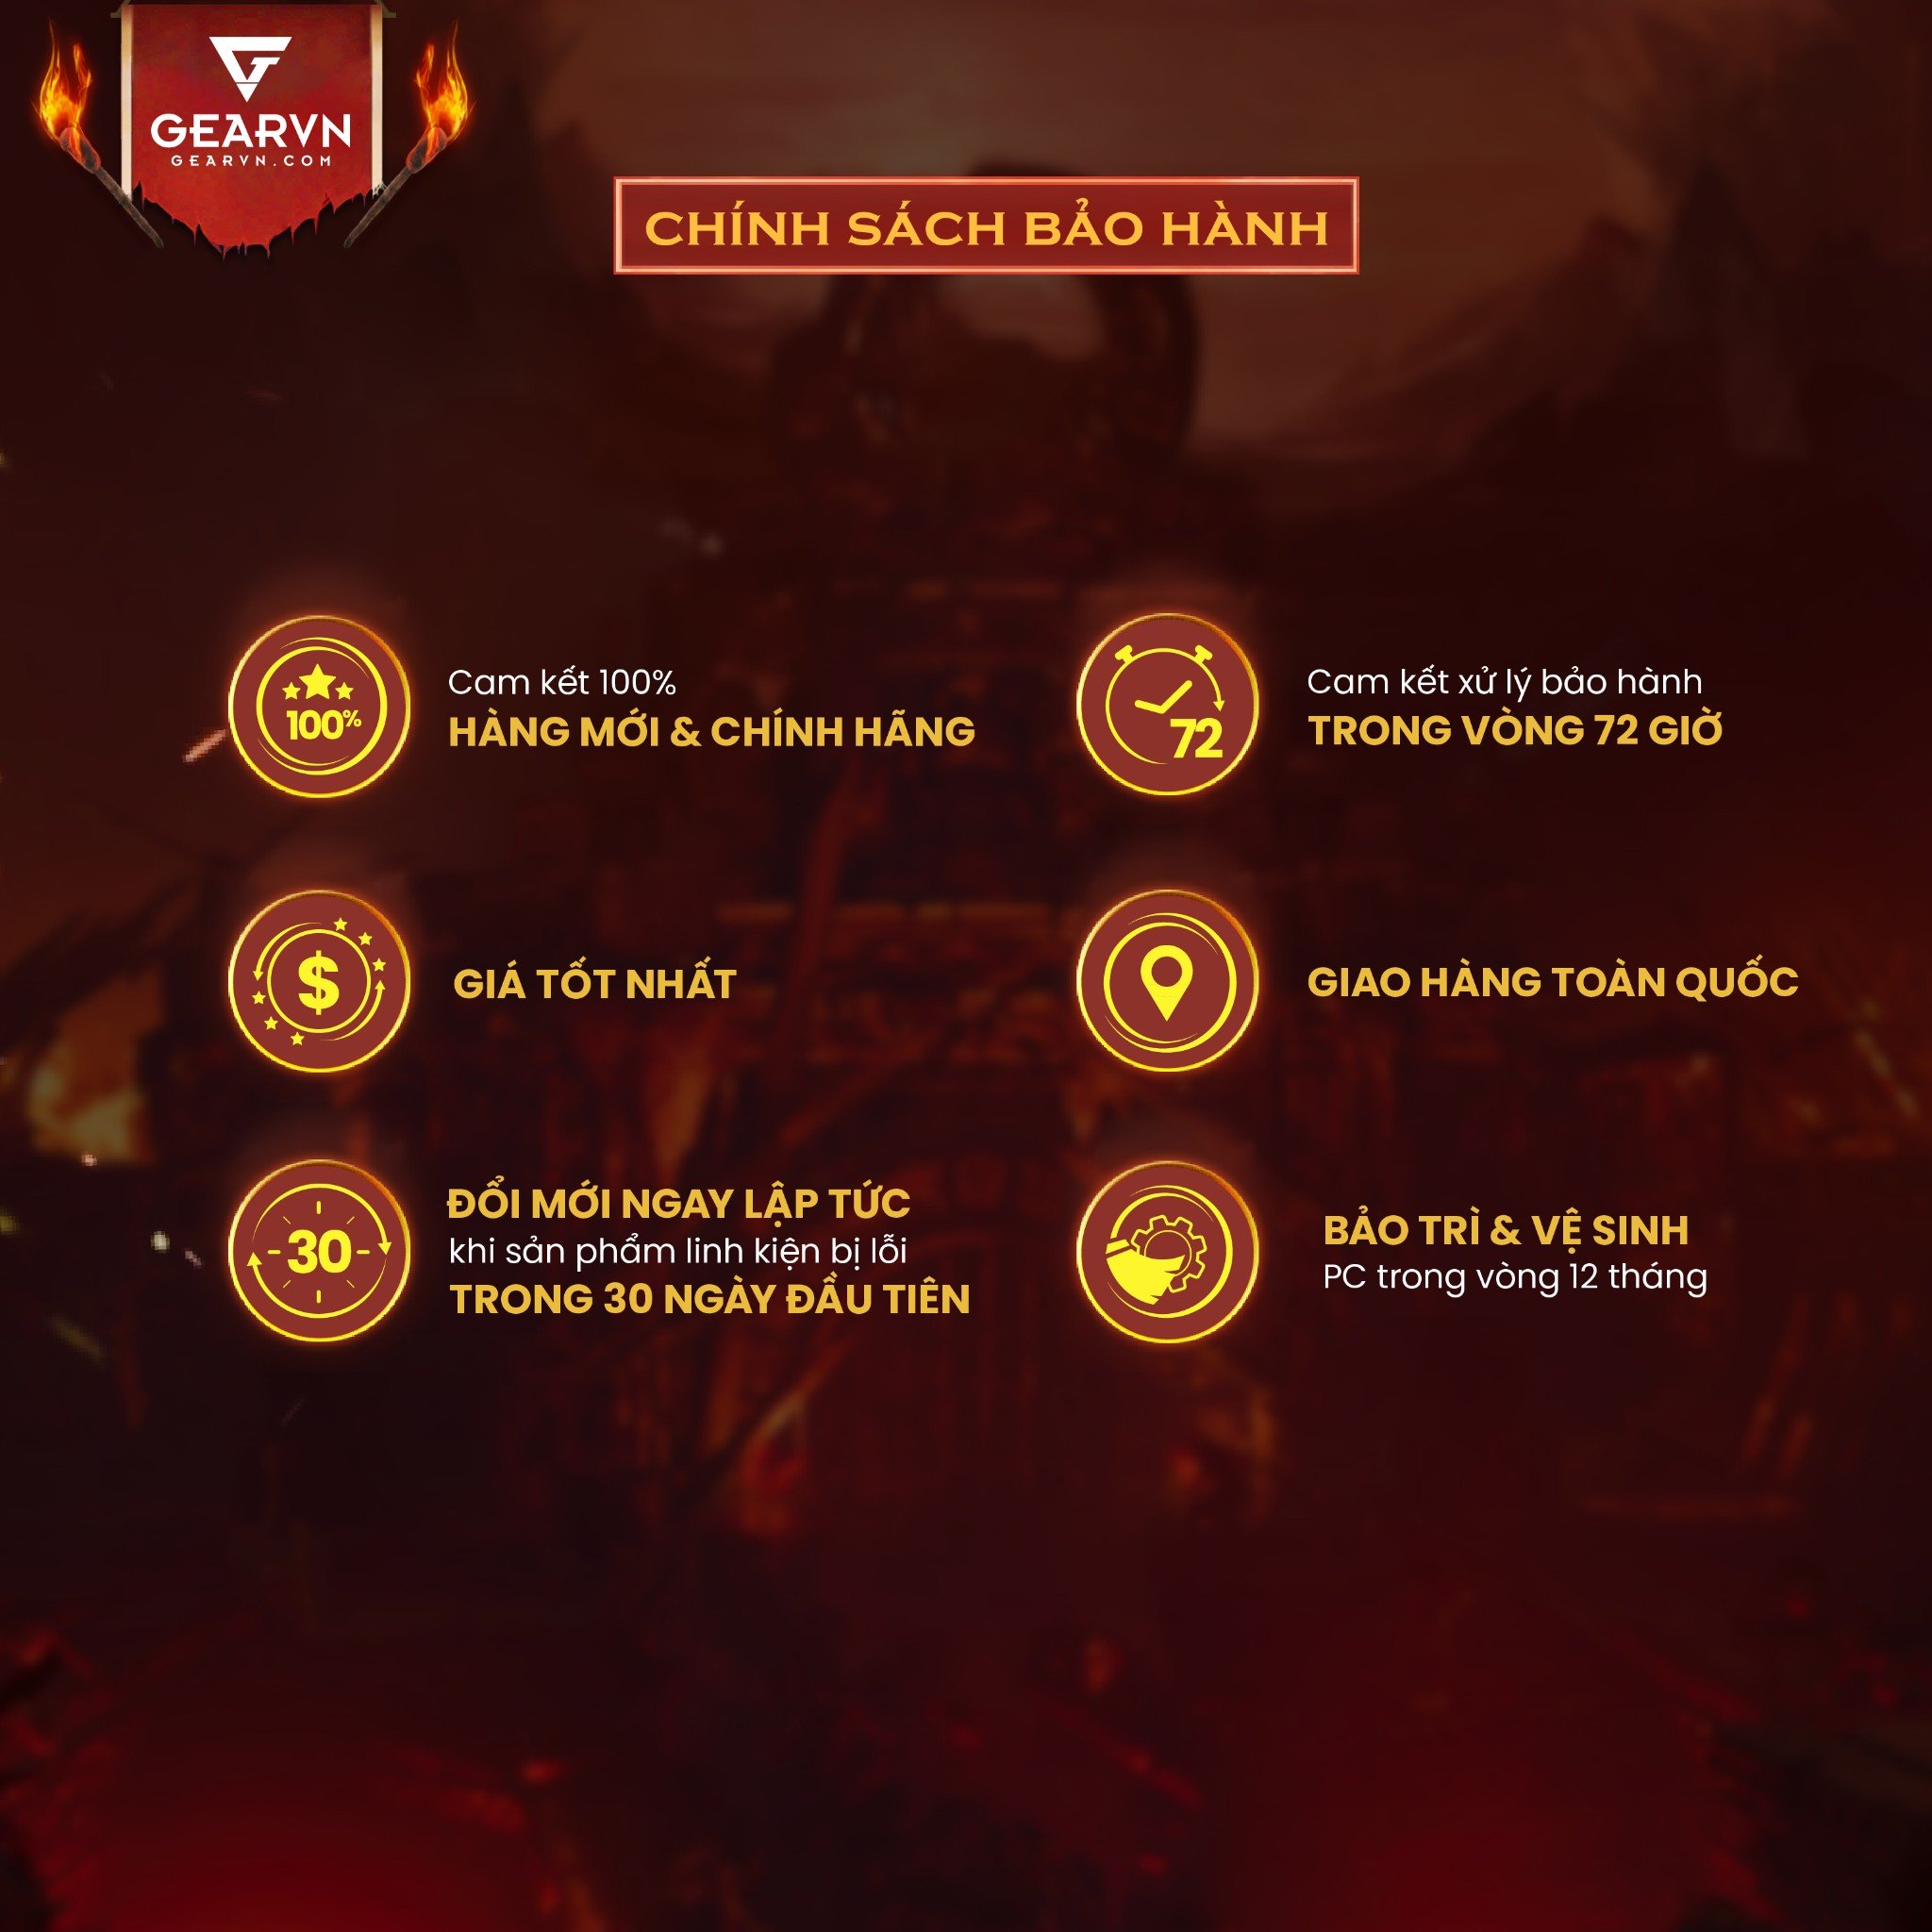 GEARVN
GEARVN.COM
CHÍNH SÁCH BẢO HÀNH
100%
Cam kết 100%
HÀNG MỚI & CHÍNH HÃNG
72
Cam kết xử lý bảo hành
TRONG VÒNG 72 GIỜ
$
GIÁ TỐT NHẤT
GIAO HÀNG TOÀN QUỐC
30
ĐỔI MỚI NGAY LẬP TỨC
khi sản phẩm linh kiện bị lỗi
TRONG 30 NGÀY ĐẦU TIÊN
BẢO TRÌ & VỆ SINH
PC trong vòng 12 tháng